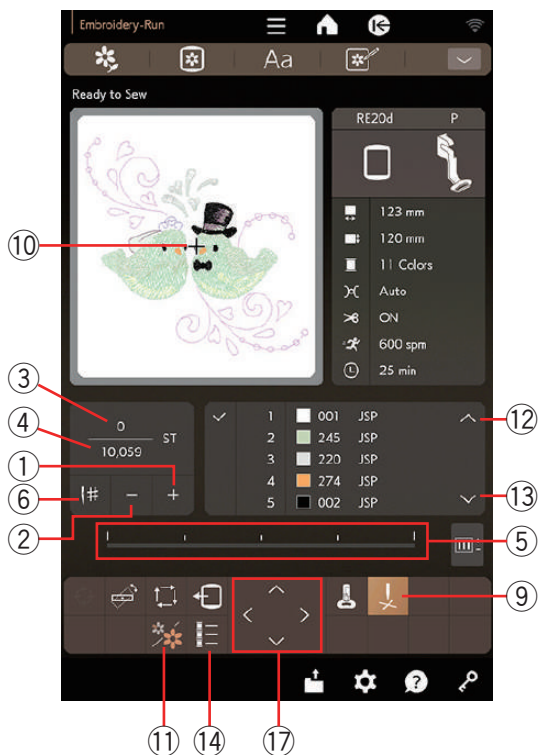 Embroidery-Run
Aa
Ready to Sew
RE20d P
123 mm
120 mm
11 Colors
Auto
ON
600 spm
25 min
⑩
③
④
①
⑥
②
0
10,059
ST
− +
1 001 JSP
2 245 JSP
3 220 JSP
4 274 JSP
5 002 JSP
⑫
⑬
⑤
⑨
⑪ ⑭ ⑰